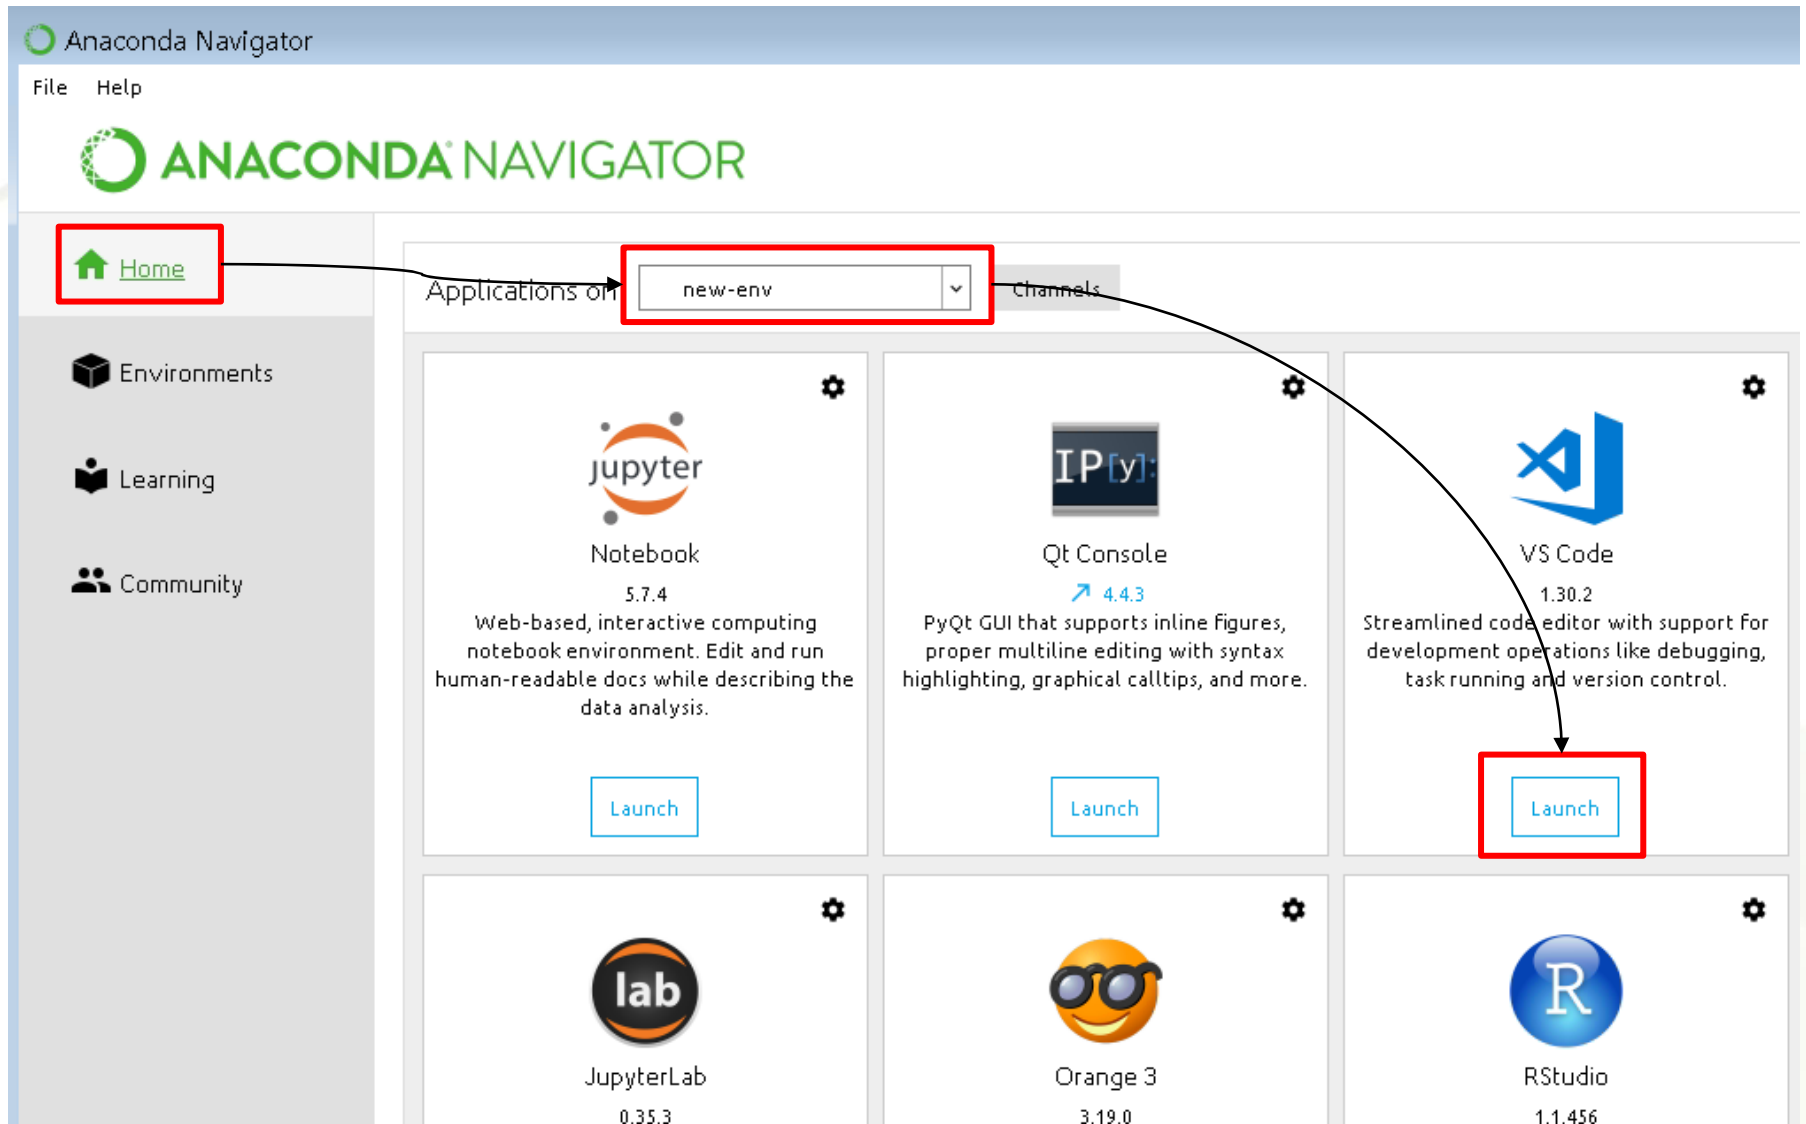 Anaconda Navigator
File Help
ANACONDA NAVIGATOR
Home
Applications on new-env Channels
Environments
Learning
Community
jupyter
Notebook
5.7.4
Web-based, interactive computing
notebook environment. Edit and run
human-readable docs while describing the
data analysis.
Launch
IP[y]:
Qt Console
4.4.3
PyQt GUI that supports inline figures,
proper multiline editing with syntax
highlighting, graphical calltips, and more.
Launch
VS Code
1.30.2
Streamlined code editor with support for
development operations like debugging,
task running and version control.
Launch
lab
JupyterLab
0.35.3
Orange 3
3.19.0
R
RStudio
1.1.456